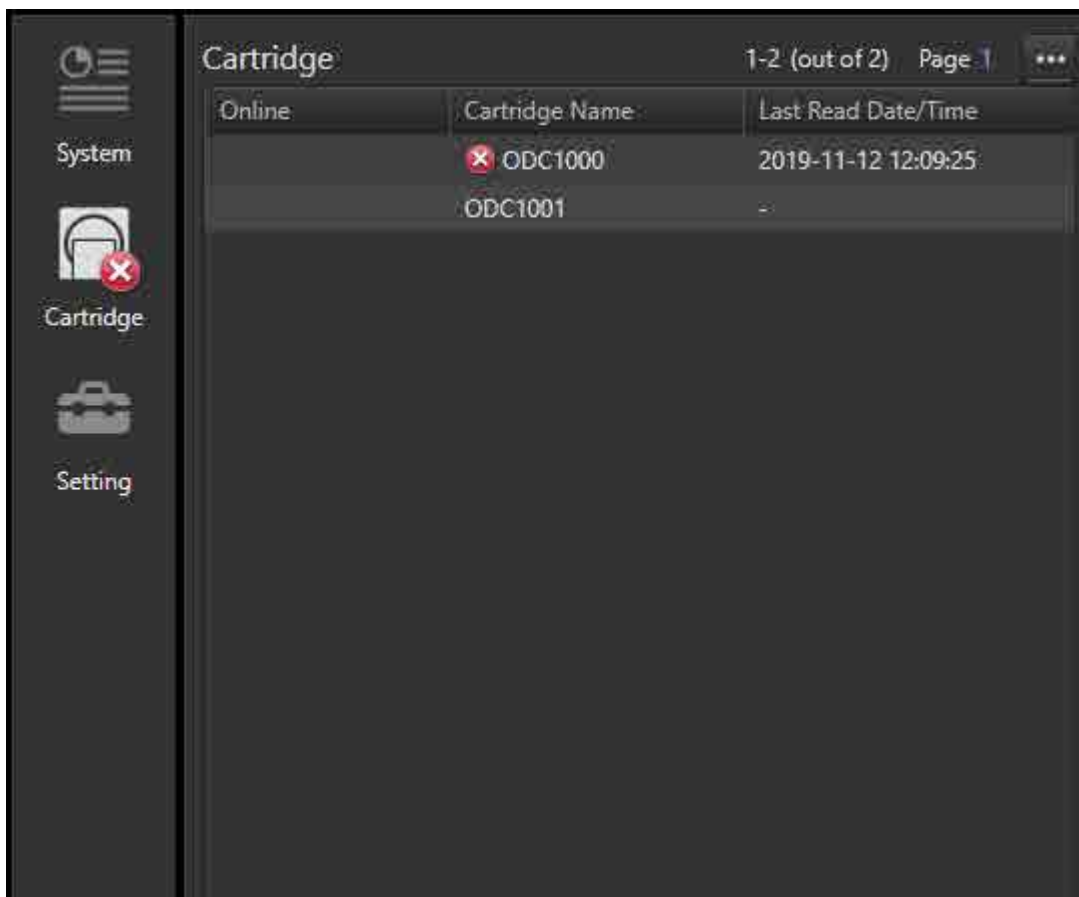 System
Cartridge
Setting
Cartridge 1-2 (out of 2) Page 1 •••
Online Cartridge Name Last Read Date/Time
ODC1000 2019-11-12 12:09:25
ODC1001 -